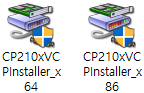 CP210xVC
PInstaller_x
64
CP210xVC
PInstaller_x
86